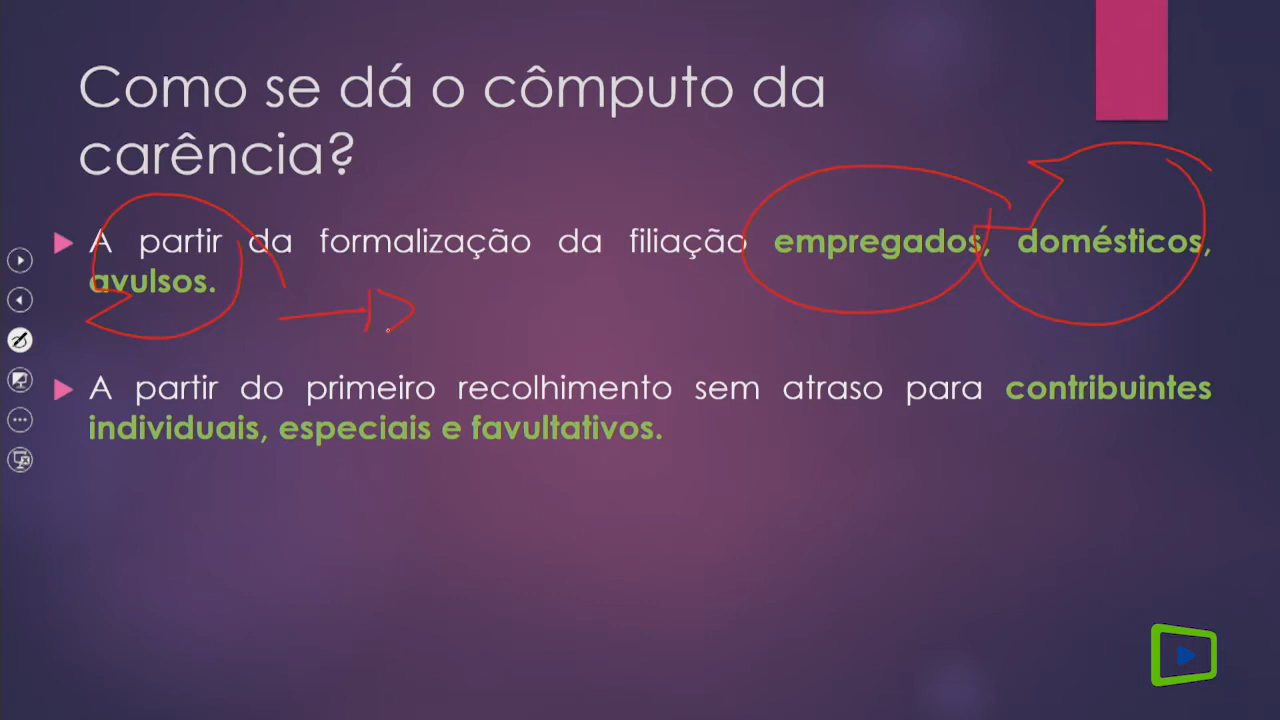 Como se dá o cômputo da
carência?
A partir da formalização da filiação empregados, domésticos,
avulsos.
A partir do primeiro recolhimento sem atraso para contribuintes
individuais, especiais e favultativos.